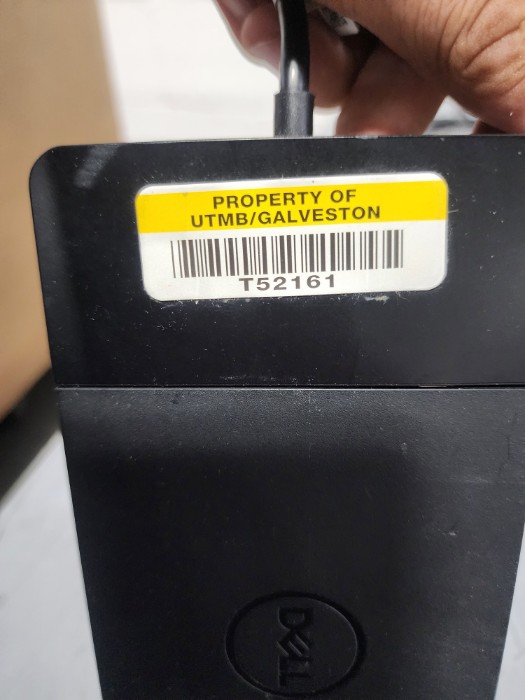 PROPERTY OF
UTMB/GALVESTON
T52161
DELL